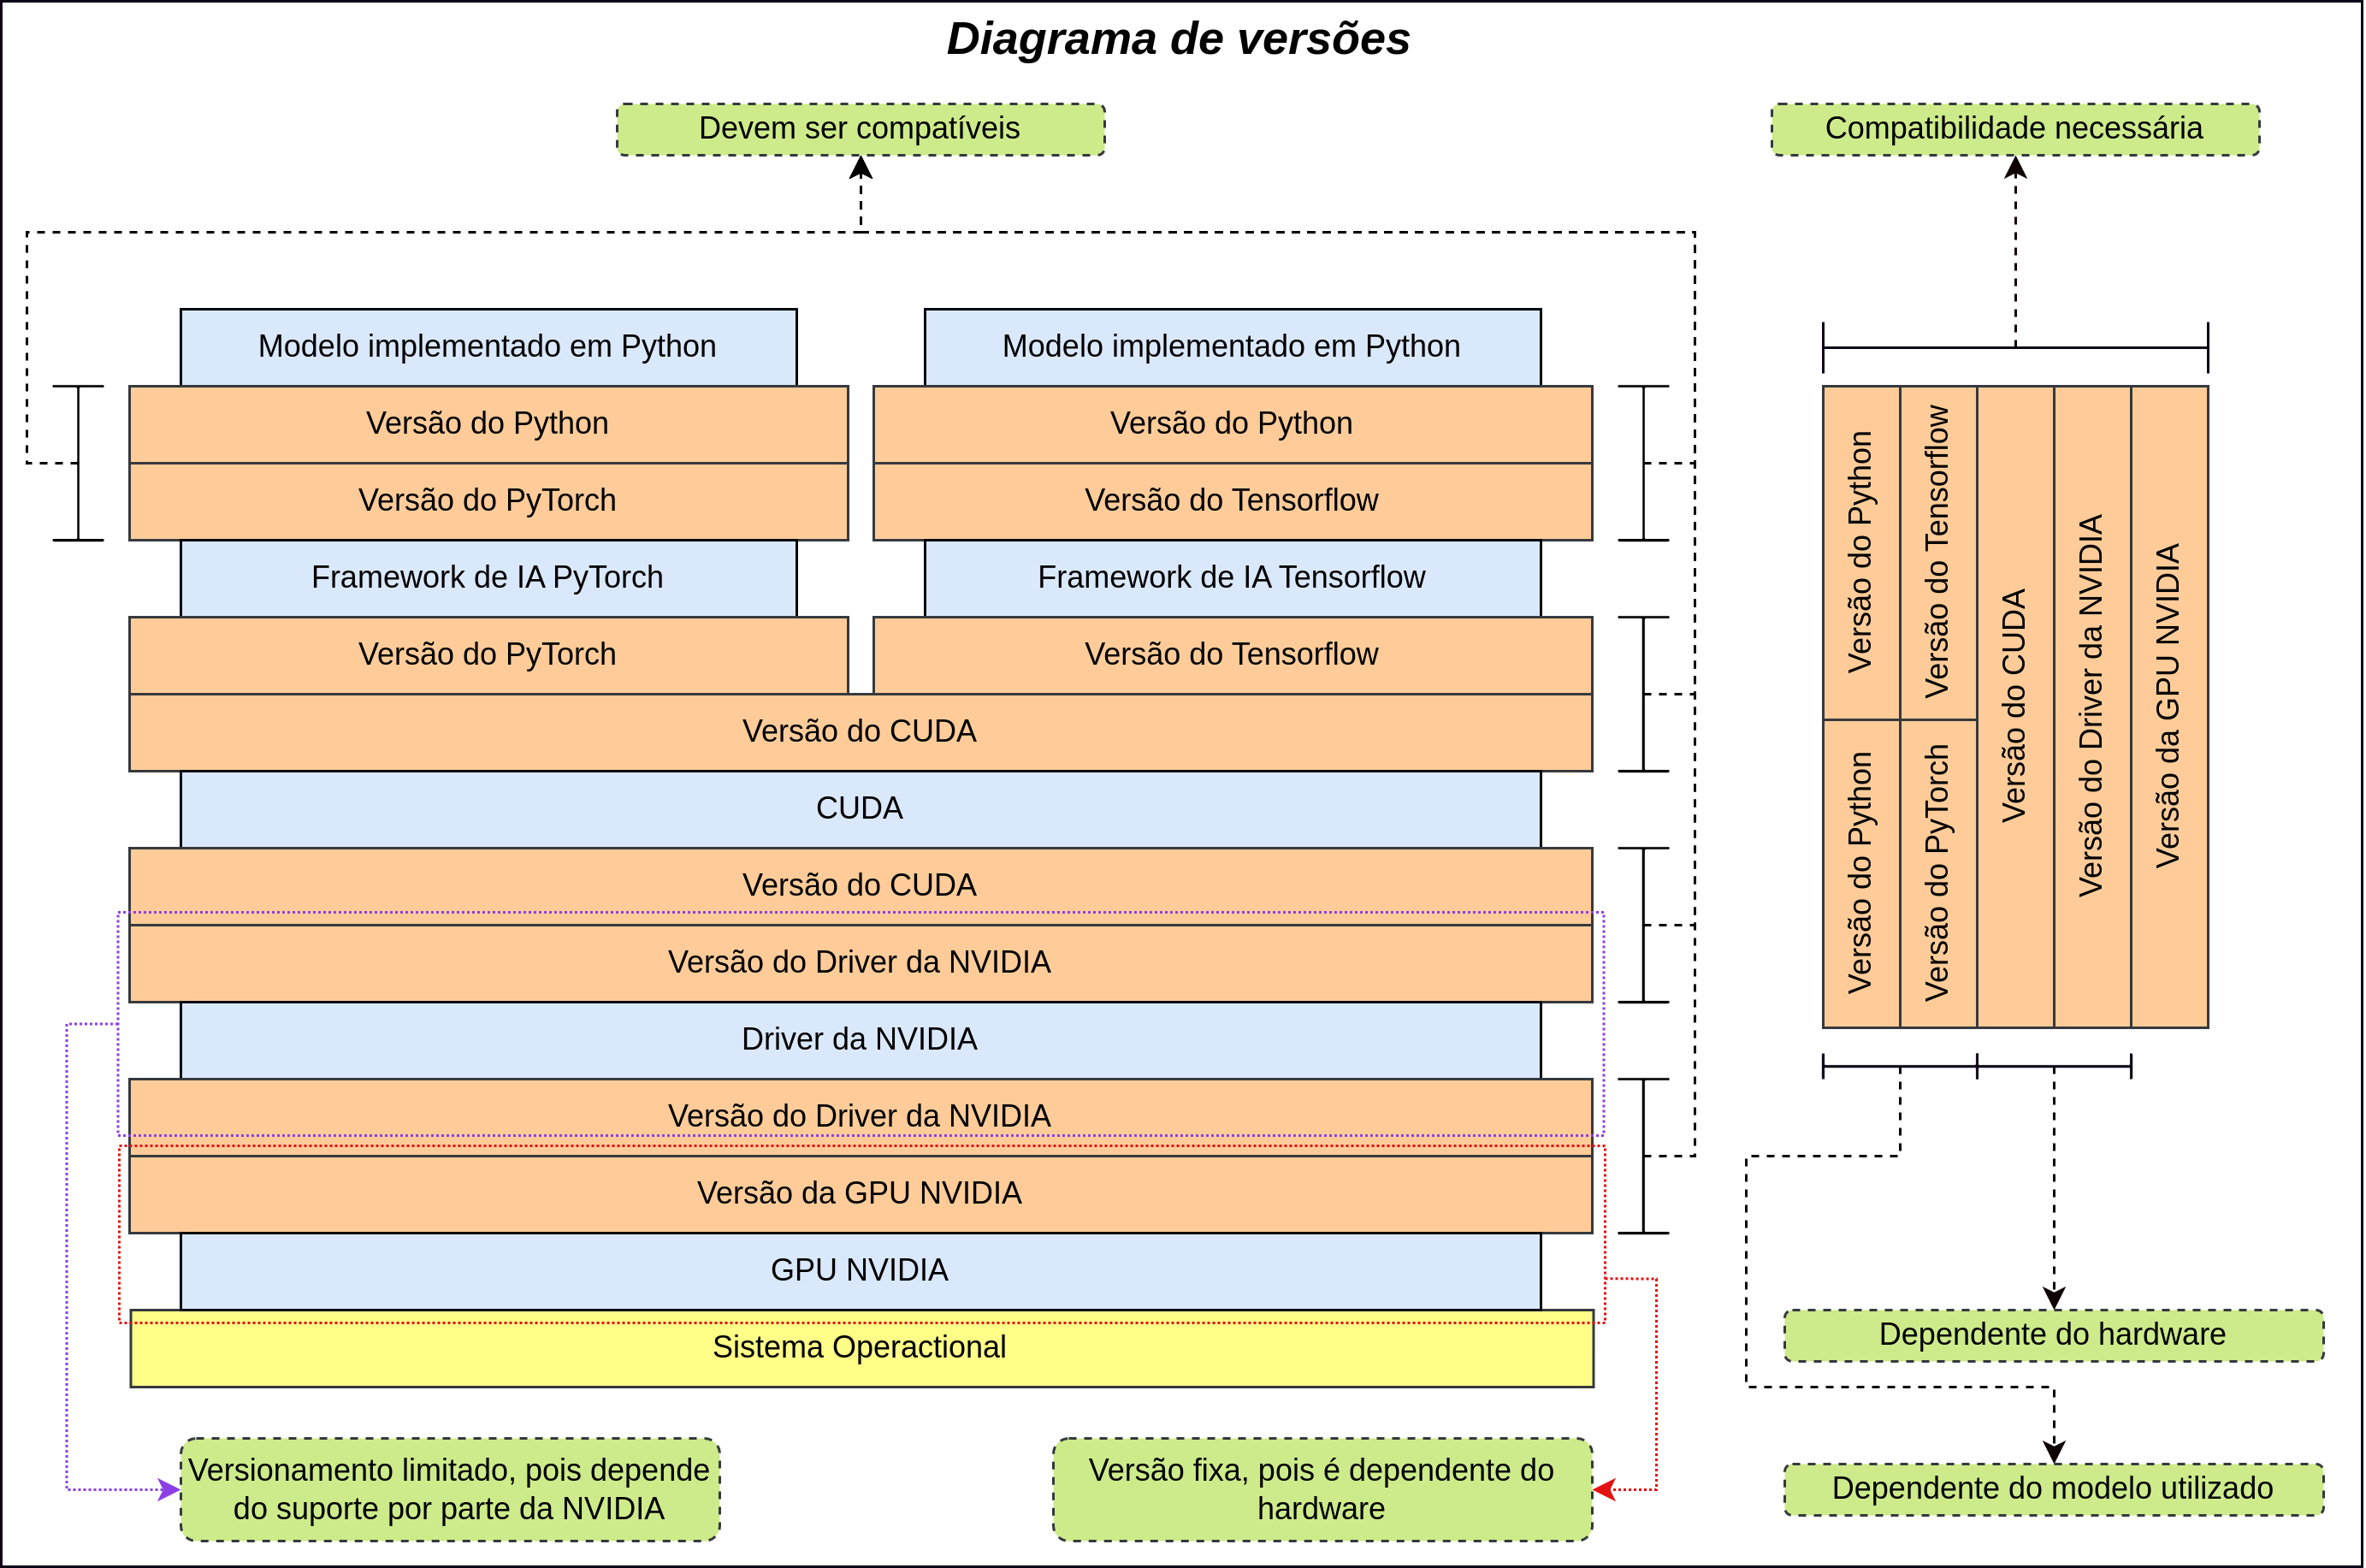 Diagrama de versões
Devem ser compatíveis
Compatibilidade necessária
Modelo implementado em Python
Modelo implementado em Python
Versão do Python
Versão do Python
Versão do PyTorch
Versão do Tensorflow
Framework de IA PyTorch
Framework de IA Tensorflow
Versão do PyTorch
Versão do Tensorflow
Versão do CUDA
CUDA
Versão do CUDA
Versão do Driver da NVIDIA
Driver da NVIDIA
Versão do Driver da NVIDIA
Versão da GPU NVIDIA
GPU NVIDIA
Sistema Operactional
Versionamento limitado, pois depende
do suporte por parte da NVIDIA
Versão fixa, pois é dependente do
hardware
Versão do Python
Versão do Tensorflow
Versão do Python
Versão do PyTorch
Versão do CUDA
Versão do Driver da NVIDIA
Versão da GPU NVIDIA
Dependente do hardware
Dependente do modelo utilizado